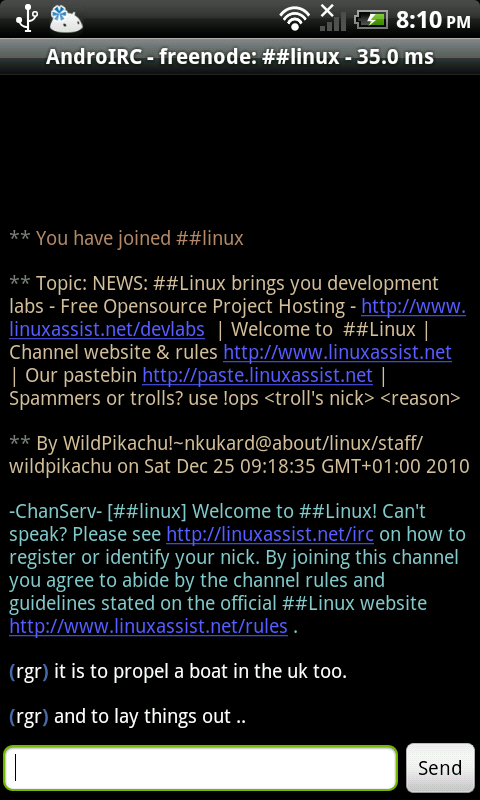 8:10 PM
AndroIRC - freenode: ##linux - 35.0 ms
** You have joined ##linux
** Topic: NEWS: ##Linux brings you development
labs - Free Opensource Project Hosting - http://www.
linuxassist.net/devlabs | Welcome to ##Linux |
Channel website & rules http://www.linuxassist.net
| Our pastebin http://paste.linuxassist.net |
Spammers or trolls? use !ops <troll's nick> <reason>
** By WildPikachu!~nkukard@about/linux/staff/
wildpikachu on Sat Dec 25 09:18:35 GMT+01:00 2010
-ChanServ- [##linux] Welcome to ##Linux! Can't
speak? Please see http://linuxassist.net/irc on how to
register or identify your nick. By joining this channel
you agree to abide by the channel rules and
guidelines stated on the official ##Linux website
http://www.linuxassist.net/rules .
(rgr) it is to propel a boat in the uk too.
(rgr) and to lay things out ..
Send